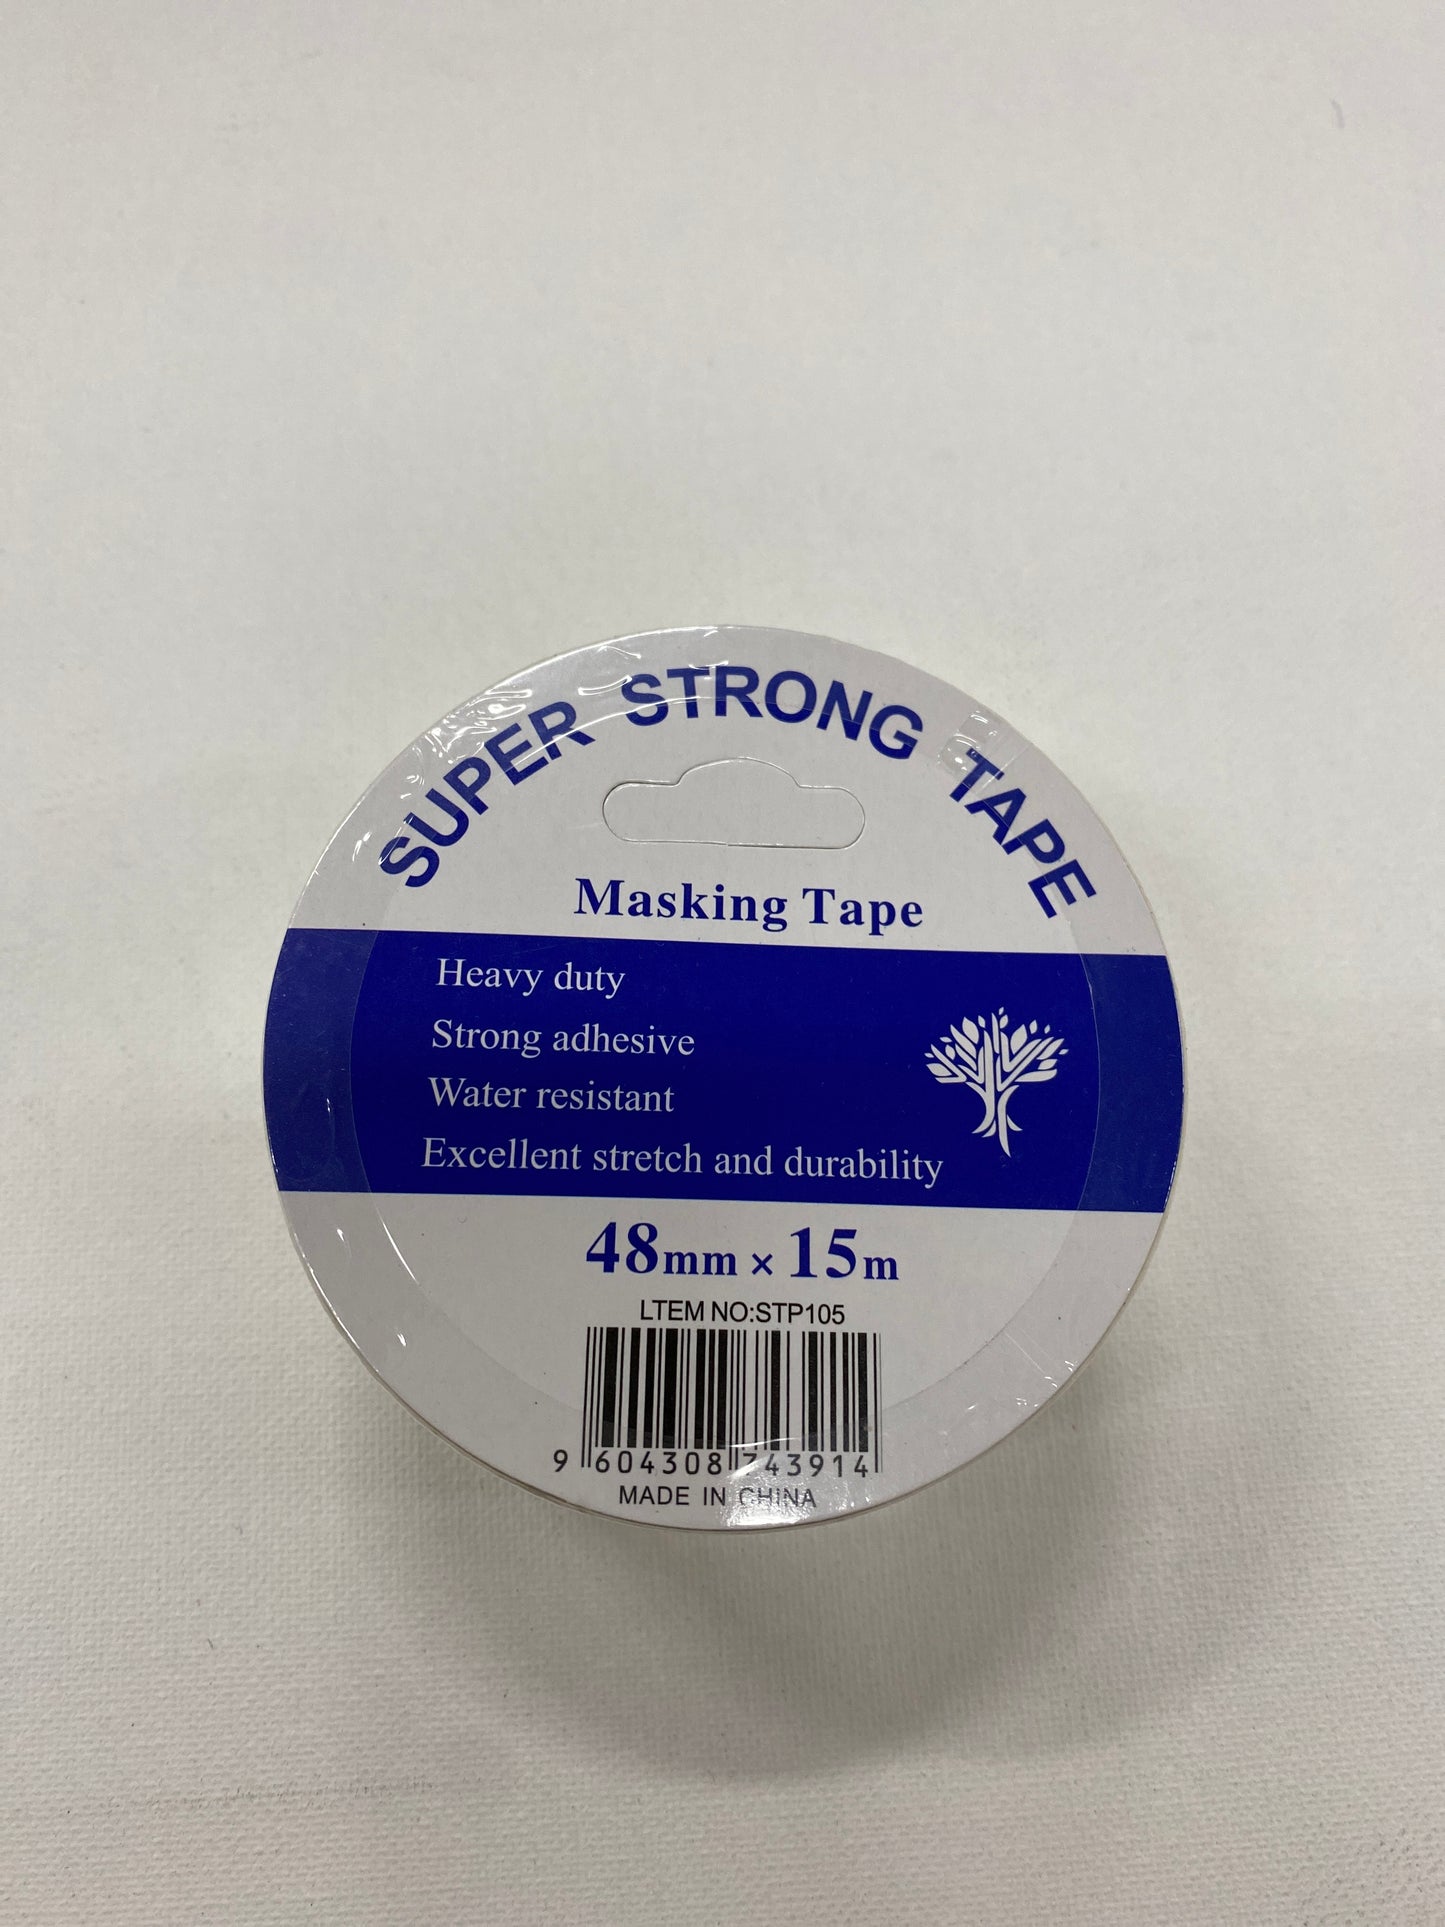 SUPER STRONG TAPE
Masking Tape
Heavy duty
Strong adhesive
Water resistant
Excellent stretch and durability
48mm × 15m
LTEM NO:STP105
9 604308 743914
MADE IN CHINA